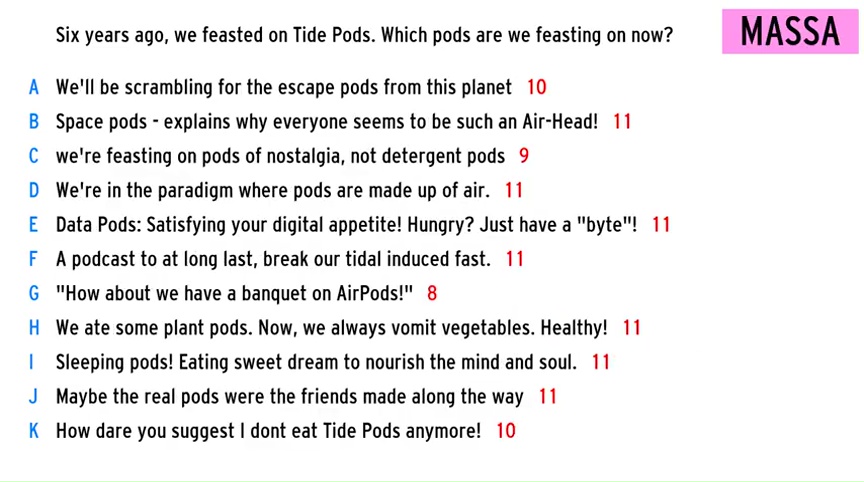 Six years ago, we feasted on Tide Pods. Which pods are we feasting on now?
MASSA
A We'll be scrambling for the escape pods from this planet 10
B Space pods - explains why everyone seems to be such an Air-Head! 11
C we're feasting on pods of nostalgia, not detergent pods 9
D We're in the paradigm where pods are made up of air. 11
E Data Pods: Satisfying your digital appetite! Hungry? Just have a "byte"! 11
F A podcast to at long last, break our tidal induced fast. 11
G "How about we have a banquet on AirPods!" 8
H We ate some plant pods. Now, we always vomit vegetables. Healthy! 11
I Sleeping pods! Eating sweet dream to nourish the mind and soul. 11
J Maybe the real pods were the friends made along the way 11
K How dare you suggest I dont eat Tide Pods anymore! 10